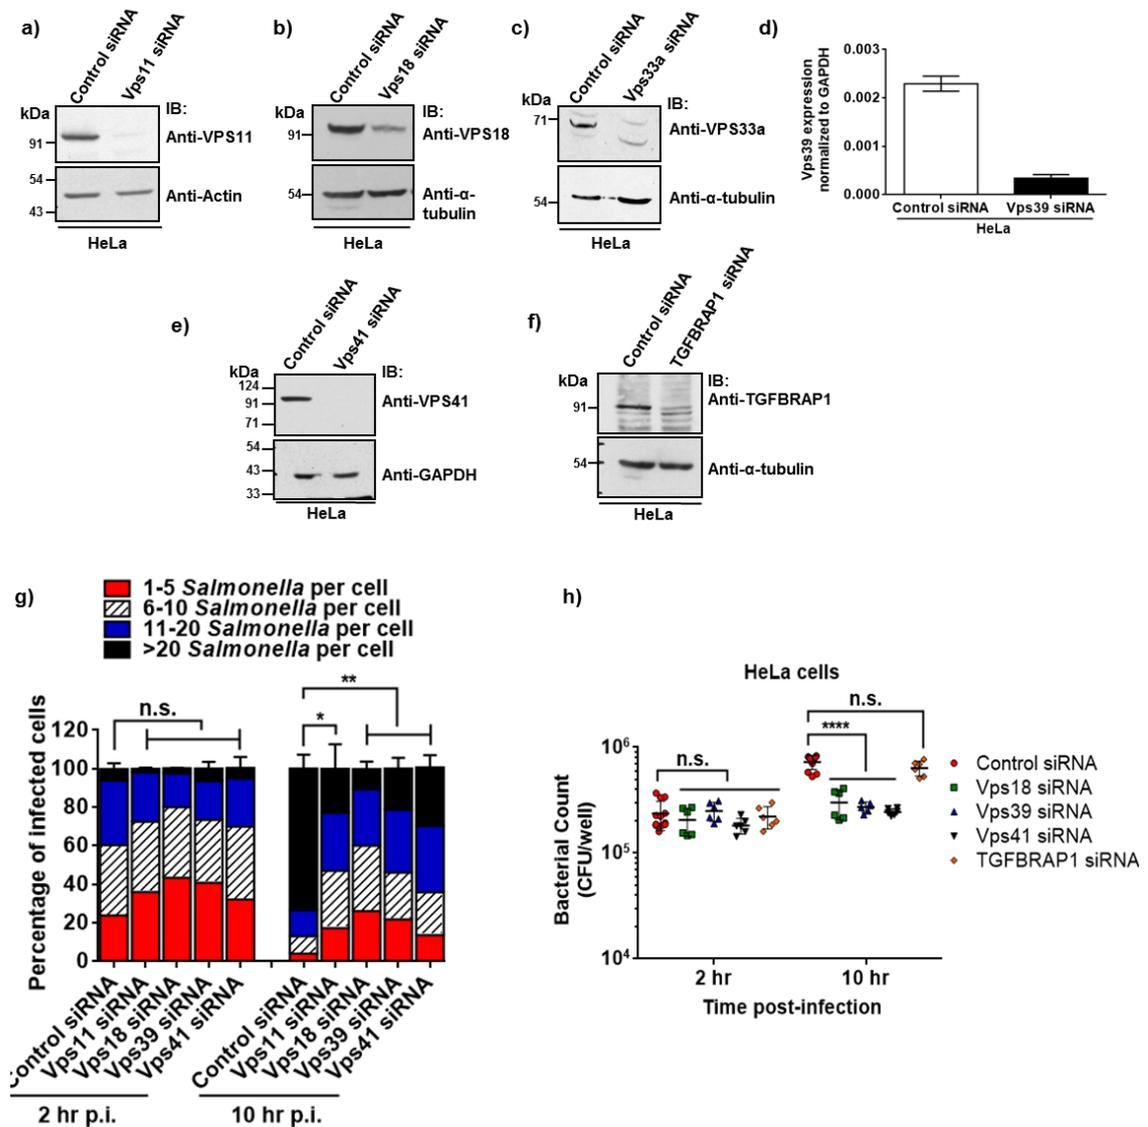 a)
Control siRNA
Vps11 siRNA
kDa
IB:
91
Anti-VPS11
54
Anti-Actin
43
HeLa
b)
Control siRNA
Vps18 siRNA
kDa
IB:
91
Anti-VPS18
54
Anti-α-
tubulin
HeLa
c)
Control siRNA
Vps33a siRNA
kDa
IB:
71
Anti-VPS33a
54
Anti-α-tubulin
HeLa
d)
Vps39 expression
normalized to GAPDH
0.003
0.002
0.001
0.000
Control siRNA Vps39 siRNA
HeLa
e)
Control siRNA
Vps41 siRNA
kDa
IB:
124
91
Anti-VPS41
71
54
43
Anti-GAPDH
33
HeLa
f)
Control siRNA
TGFBRAP1 siRNA
kDa
IB:
91
Anti-TGFBRAP1
54
Anti-α-tubulin
HeLa
g)
1-5 Salmonella per cell
6-10 Salmonella per cell
11-20 Salmonella per cell
>20 Salmonella per cell
Percentage of infected cells
120
100
80
60
40
20
0
n.s.
**
*
Control siRNA
Vps11 siRNA
Vps18 siRNA
Vps39 siRNA
Vps41 siRNA
2 hr p.i.
Control siRNA
Vps11 siRNA
Vps18 siRNA
Vps39 siRNA
Vps41 siRNA
10 hr p.i.
h)
HeLa cells
n.s.
****
n.s.
Bacterial Count
(CFU/well)
10⁶
10⁵
10⁴
2 hr
10 hr
Time post-infection
Control siRNA
Vps18 siRNA
Vps39 siRNA
Vps41 siRNA
TGFBRAP1 siRNA